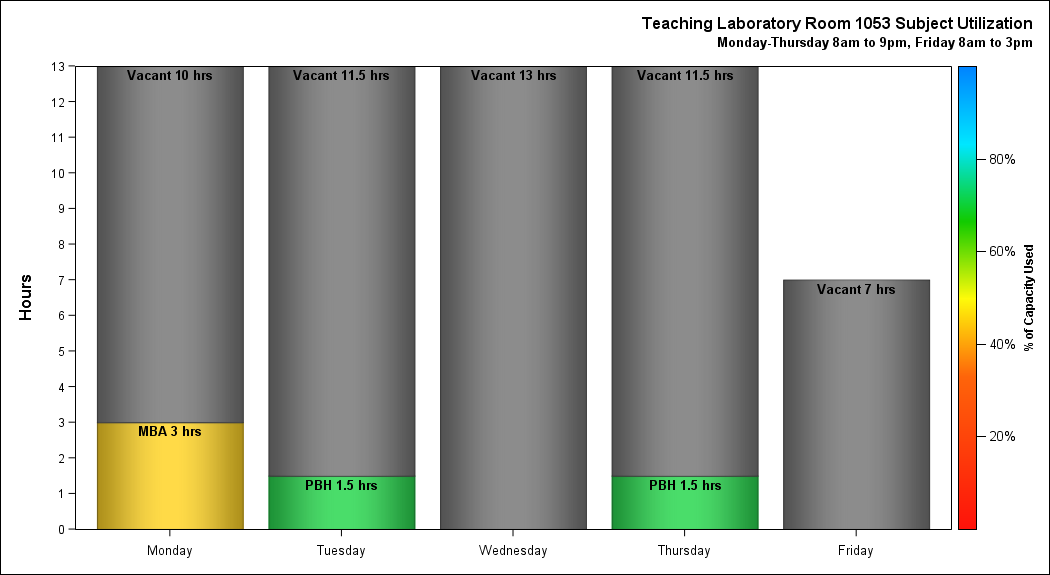 Teaching Laboratory Room 1053 Subject Utilization
Monday-Thursday 8am to 9pm, Friday 8am to 3pm
Hours
13
12
11
10
9
8
7
6
5
4
3
2
1
0
Vacant 10 hrs
MBA 3 hrs
Vacant 11.5 hrs
PBH 1.5 hrs
Vacant 13 hrs
Vacant 11.5 hrs
PBH 1.5 hrs
Vacant 7 hrs
Monday
Tuesday
Wednesday
Thursday
Friday
80%
60%
40%
20%
% of Capacity Used